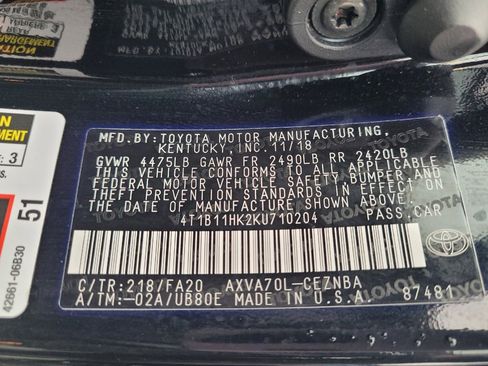 MFD.BY:TOYOTA MOTOR MANUFACTURING,
KENTUCKY, INC.11/18
GVWR 4475LB GAWR FR 2490LB RR 2420LB
THIS VEHICLE CONFORMS TO ALL APPLICABLE
FEDERAL MOTOR VEHICLE SAFETY, BUMPER, AND
THEFT PREVENTION STANDARDS IN EFFECT ON
THE DATE OF MANUFACTURE SHOWN ABOVE.
4T1B11HK2KU710204 PASS.CAR
C/TR:218/FA20 AXVA70L-CEZNBA
A/TM:-02A/UB80E MADE IN U.S.A. 87481
TOYOTA
51
42661-06B30
3